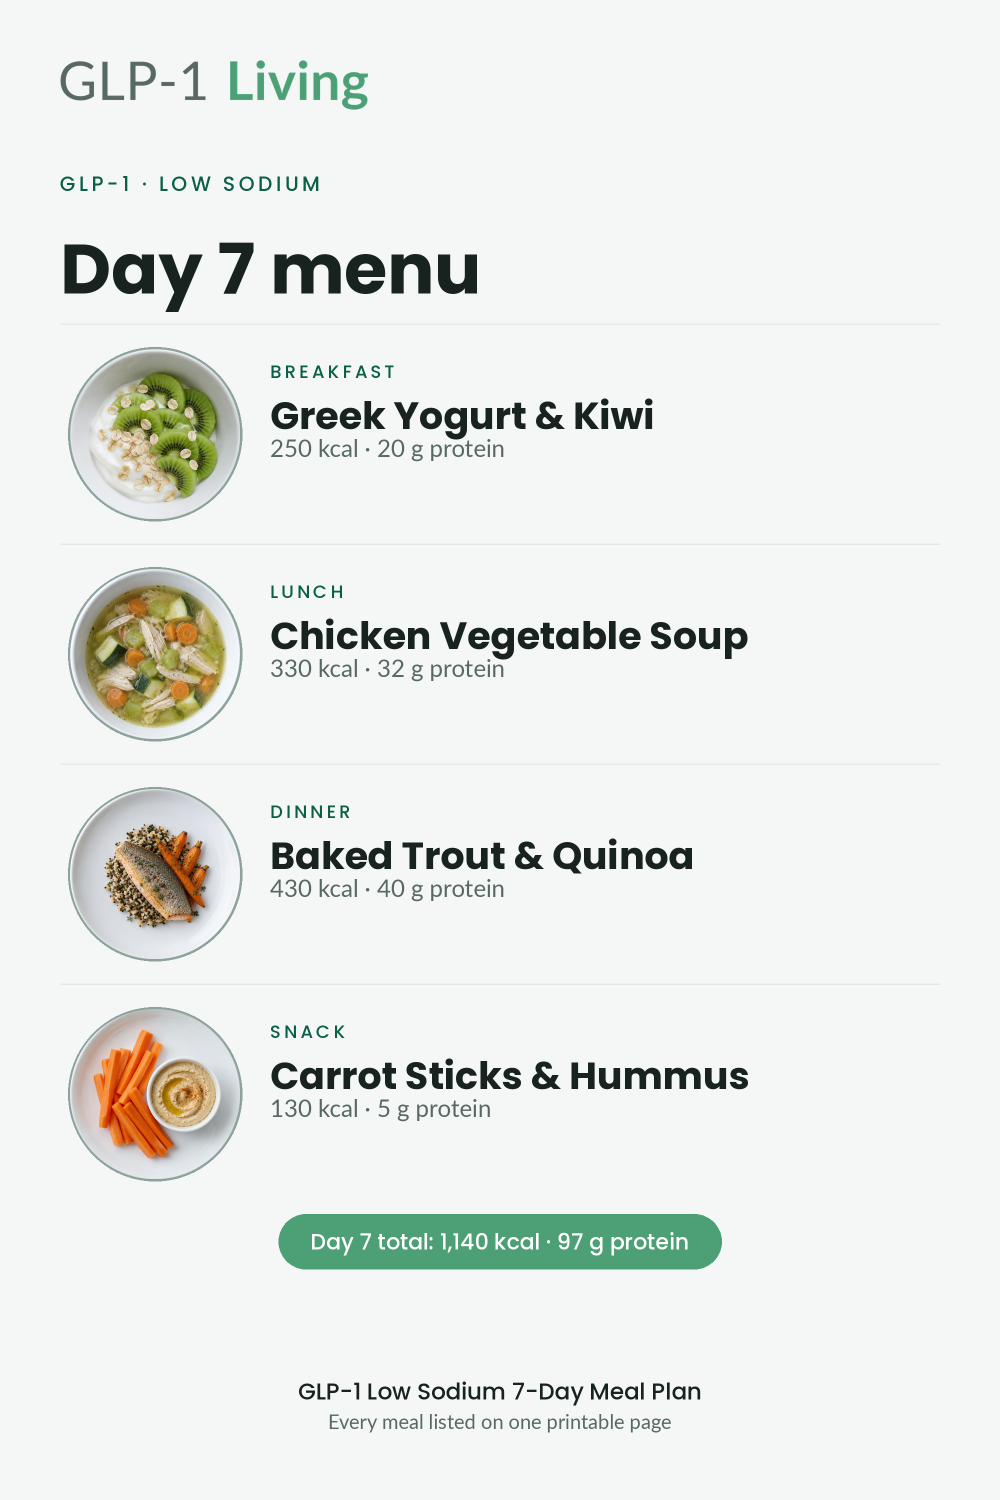 GLP-1 Living
GLP-1 · LOW SODIUM
Day 7 menu
BREAKFAST
Greek Yogurt & Kiwi
250 kcal · 20 g protein
LUNCH
Chicken Vegetable Soup
330 kcal · 32 g protein
DINNER
Baked Trout & Quinoa
430 kcal · 40 g protein
SNACK
Carrot Sticks & Hummus
130 kcal · 5 g protein
Day 7 total: 1,140 kcal · 97 g protein
GLP-1 Low Sodium 7-Day Meal Plan
Every meal listed on one printable page